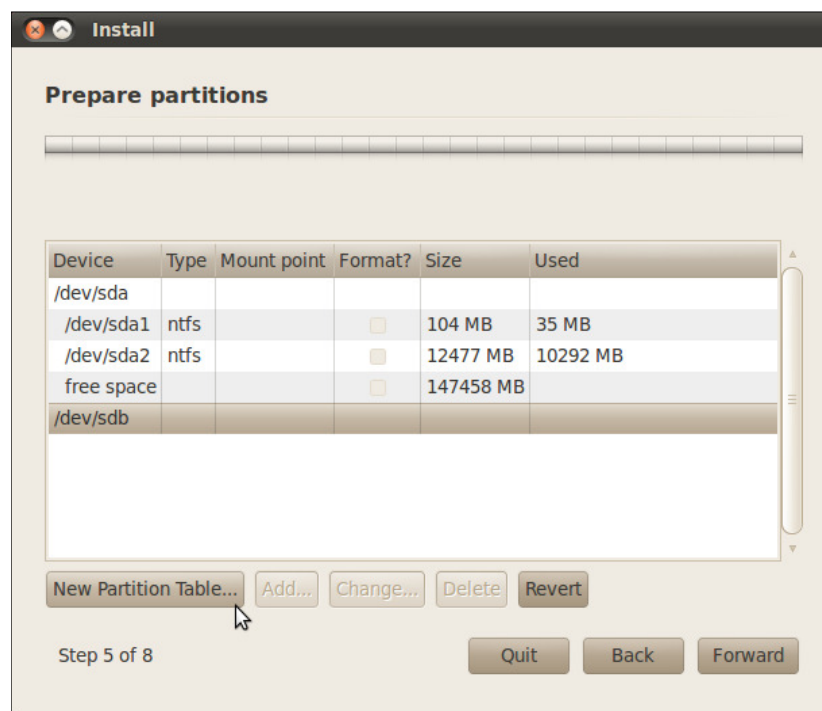 Install
Prepare partitions
Device Type Mount point Format? Size Used
/dev/sda
/dev/sda1 ntfs 104 MB 35 MB
/dev/sda2 ntfs 12477 MB 10292 MB
free space 147458 MB
/dev/sdb
New Partition Table... Add... Change... Delete Revert
Step 5 of 8 Quit Back Forward